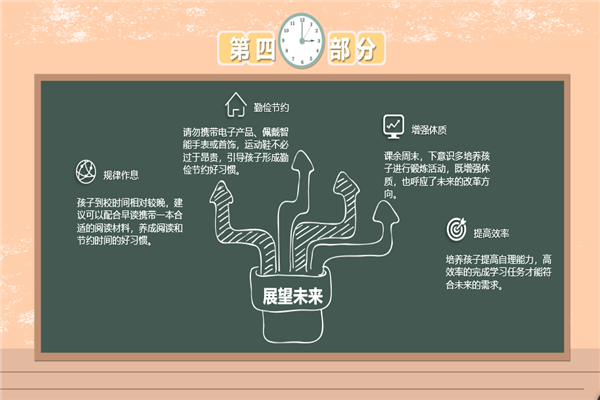 第四部分
勤俭节约
请勿携带电子产品、佩戴智
能手表或首饰，运动鞋不必
过于昂贵，引导孩子形成勤
俭节约好习惯。
增强体质
课余周末，下意识多培养孩
子进行锻炼活动，既增强体
质，也呼应了未来的改革方
向。
规律作息
孩子到校时间相对较晚，建
议可以配合早读携带一本合
适的阅读材料，养成阅读和
节约时间的好习惯。
提高效率
培养孩子提高自理能力，高
效率的完成学习任务才能符
合未来的需求。
展望未来